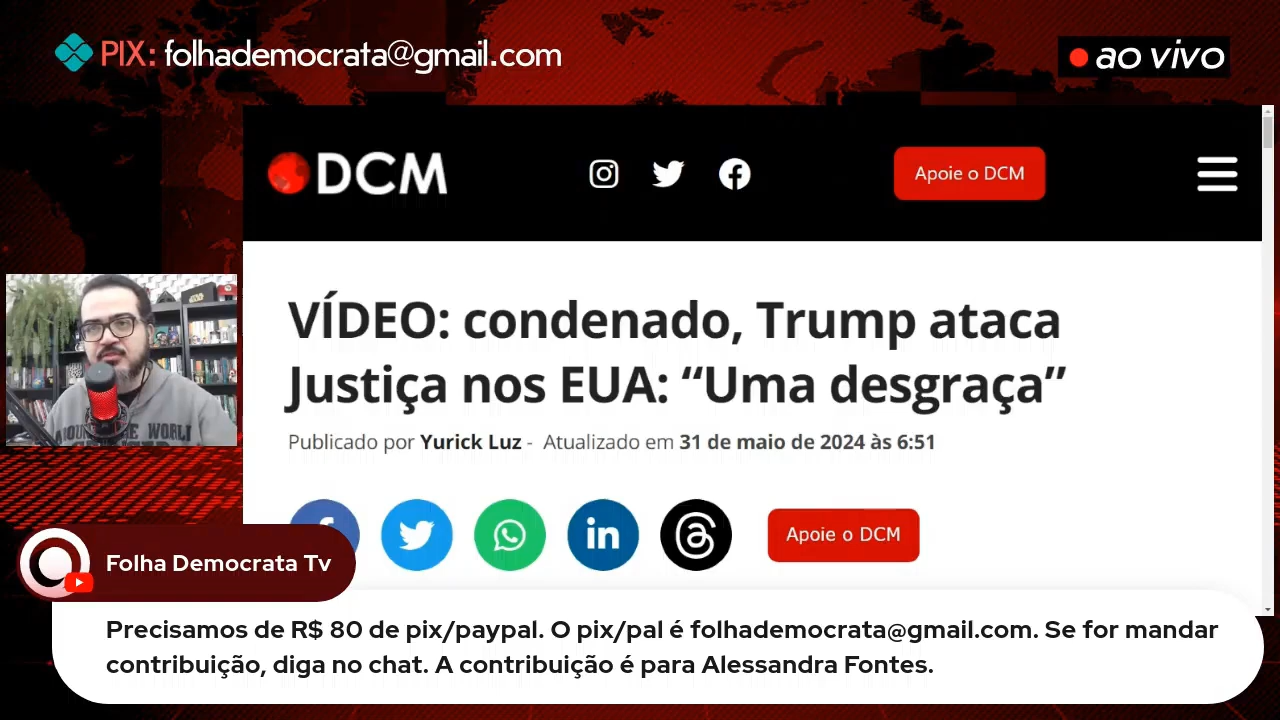 PIX: folhademocrata@gmail.com
ao vivo
DCM
Apoie o DCM
VÍDEO: condenado, Trump ataca
Justiça nos EUA: “Uma desgraça”
Publicado por Yurick Luz - Atualizado em 31 de maio de 2024 às 6:51
Apoie o DCM
AROUND THE WORLD
Folha Democrata Tv
Precisamos de R$ 80 de pix/paypal. O pix/pal é folhademocrata@gmail.com. Se for mandar
contribuição, diga no chat. A contribuição é para Alessandra Fontes.